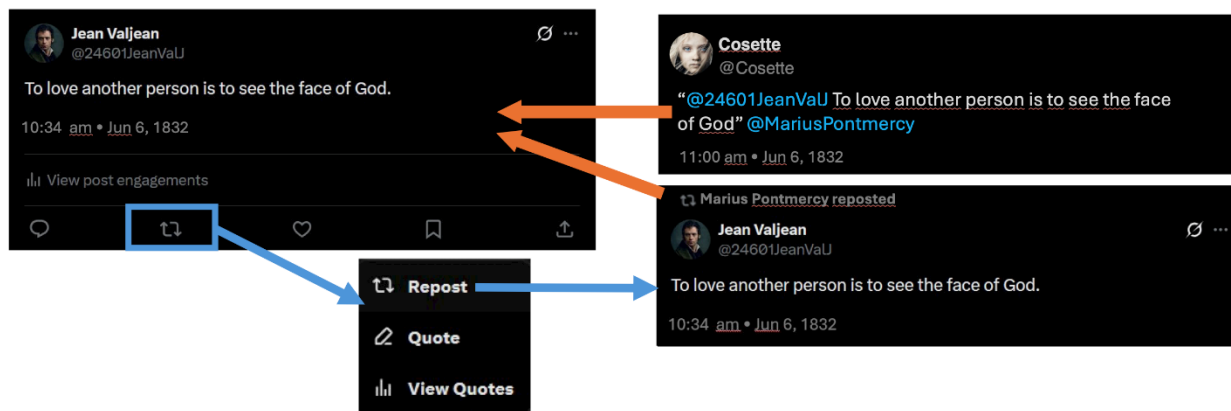 Jean Valjean
@24601JeanValJ
To love another person is to see the face of God.
10:34 am • Jun 6, 1832
View post engagements
Repost
Quote
View Quotes
Cosette
@Cosette
“@24601JeanValJ To love another person is to see the face
of God” @MariusPontmercy
11:00 am • Jun 6, 1832
Marius Pontmercy reposted
Jean Valjean
@24601JeanValJ
To love another person is to see the face of God.
10:34 am • Jun 6, 1832